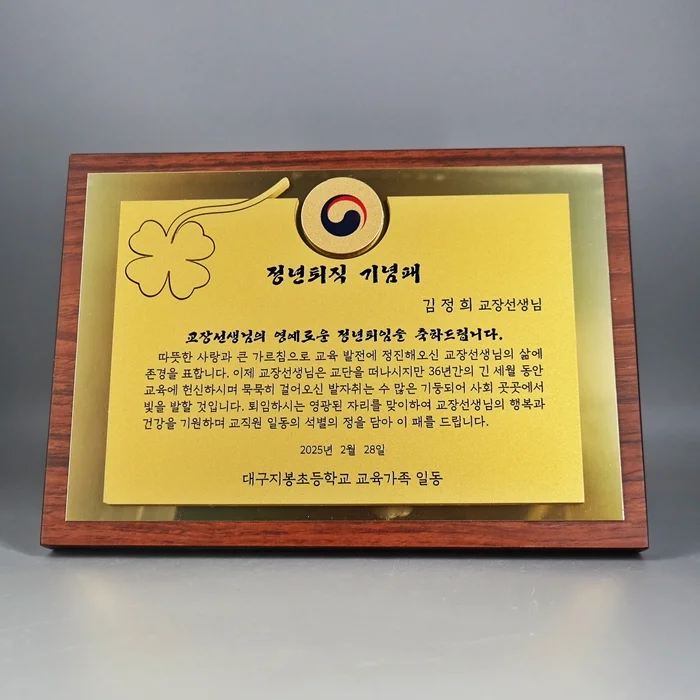 정년퇴직 기념패
김 정 희 교장선생님
교장선생님의 영예로운 정년퇴임을 축하드립니다.
따뜻한 사랑과 큰 가르침으로 교육 발전에 정진해오신 교장선생님의 삶에
존경을 표합니다. 이제 교장선생님은 교단을 떠나시지만 36년간의 긴 세월 동안
교육에 헌신하시며 묵묵히 걸어오신 발자취는 수 많은 기둥되어 사회 곳곳에서
빛을 발할 것입니다. 퇴임하시는 영광된 자리를 맞이하여 교장선생님의 행복과
건강을 기원하며 교직원 일동의 석별의 정을 담아 이 패를 드립니다.
2025년 2월 28일
대구지봉초등학교 교육가족 일동